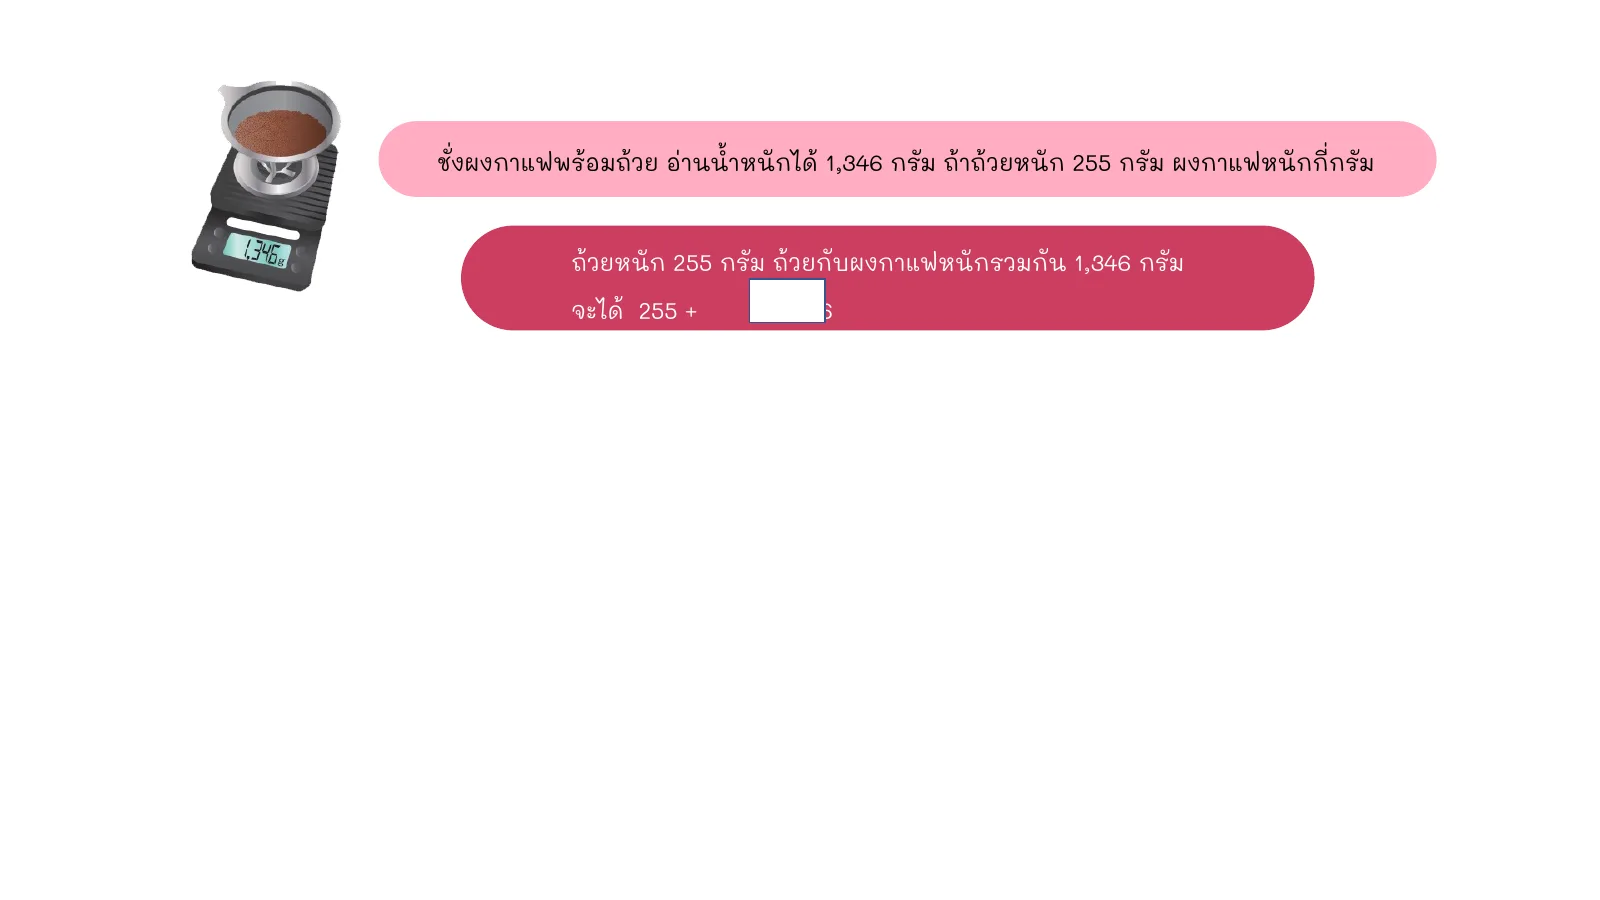 ชั่งผงกาแฟพร้อมถ้วย อ่านน้ำหนักได้ 1,346 กรัม ถ้าถ้วยหนัก 255 กรัม ผงกาแฟหนักกี่กรัม
1,346 g
ถ้วยหนัก 255 กรัม ถ้วยกับผงกาแฟหนักรวมกัน 1,346 กรัม
จะได้ 255 +